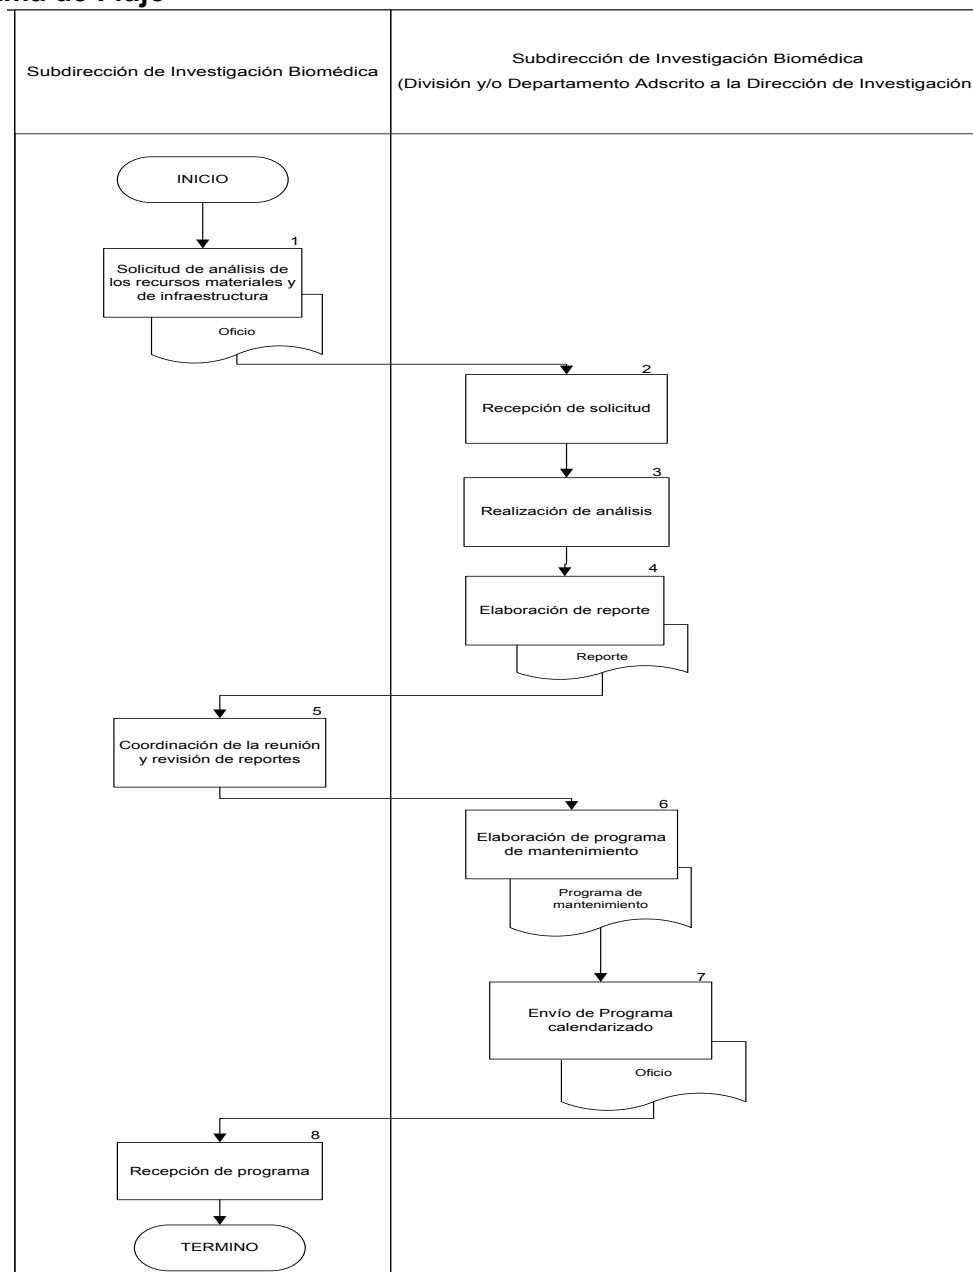 de Flujo
Subdirección de Investigación Biomédica
Subdirección de Investigación Biomédica
(División y/o Departamento Adscrito a la Dirección de Investigación
INICIO
1
Solicitud de análisis de
los recursos materiales y
de infraestructura
Oficio
2
Recepción de solicitud
3
Realización de análisis
4
Elaboración de reporte
Reporte
5
Coordinación de la reunión
y revisión de reportes
6
Elaboración de programa
de mantenimiento
Programa de
mantenimiento
7
Envío de Programa
calendarizado
Oficio
8
Recepción de programa
TERMINO